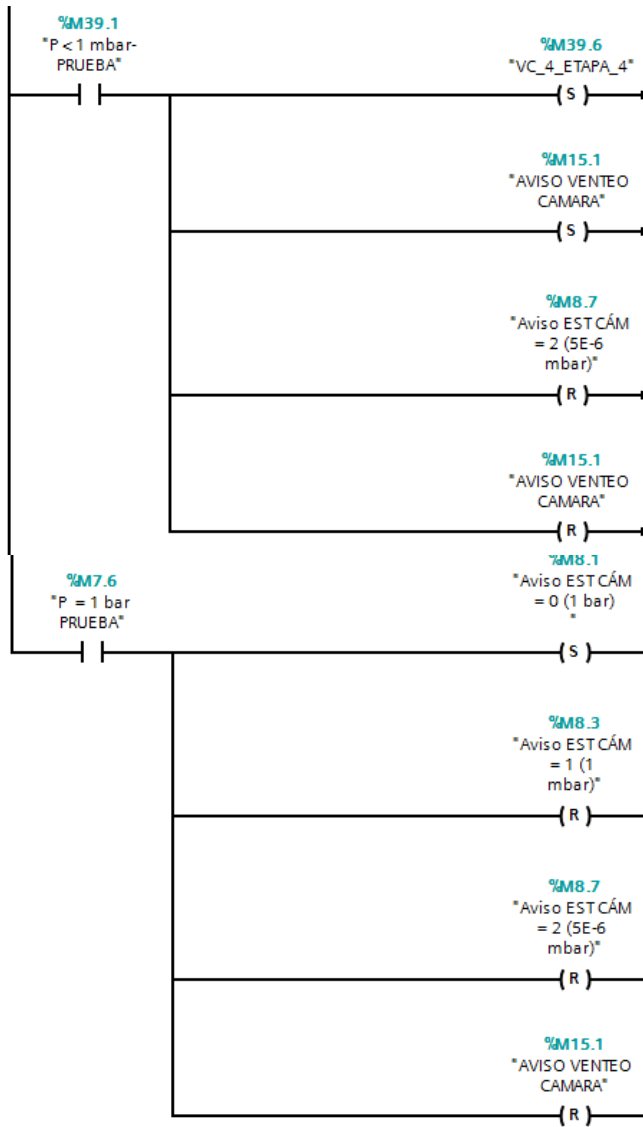 %M39.1
"P < 1 mbar-
PRUEBA"
%M39.6
"VC_4_ETAPA_4"
S
%M15.1
"AVISO VENTEO
CAMARA"
S
%M8.7
"Aviso EST CÁM
= 2 (5E-6
mbar)"
R
%M15.1
"AVISO VENTEO
CAMARA"
R
%M7.6
"P = 1 bar
PRUEBA"
%M8.1
"Aviso EST CÁM
= 0 (1 bar)
"
S
%M8.3
"Aviso EST CÁM
= 1 (1
mbar)"
R
%M8.7
"Aviso EST CÁM
= 2 (5E-6
mbar)"
R
%M15.1
"AVISO VENTEO
CAMARA"
R